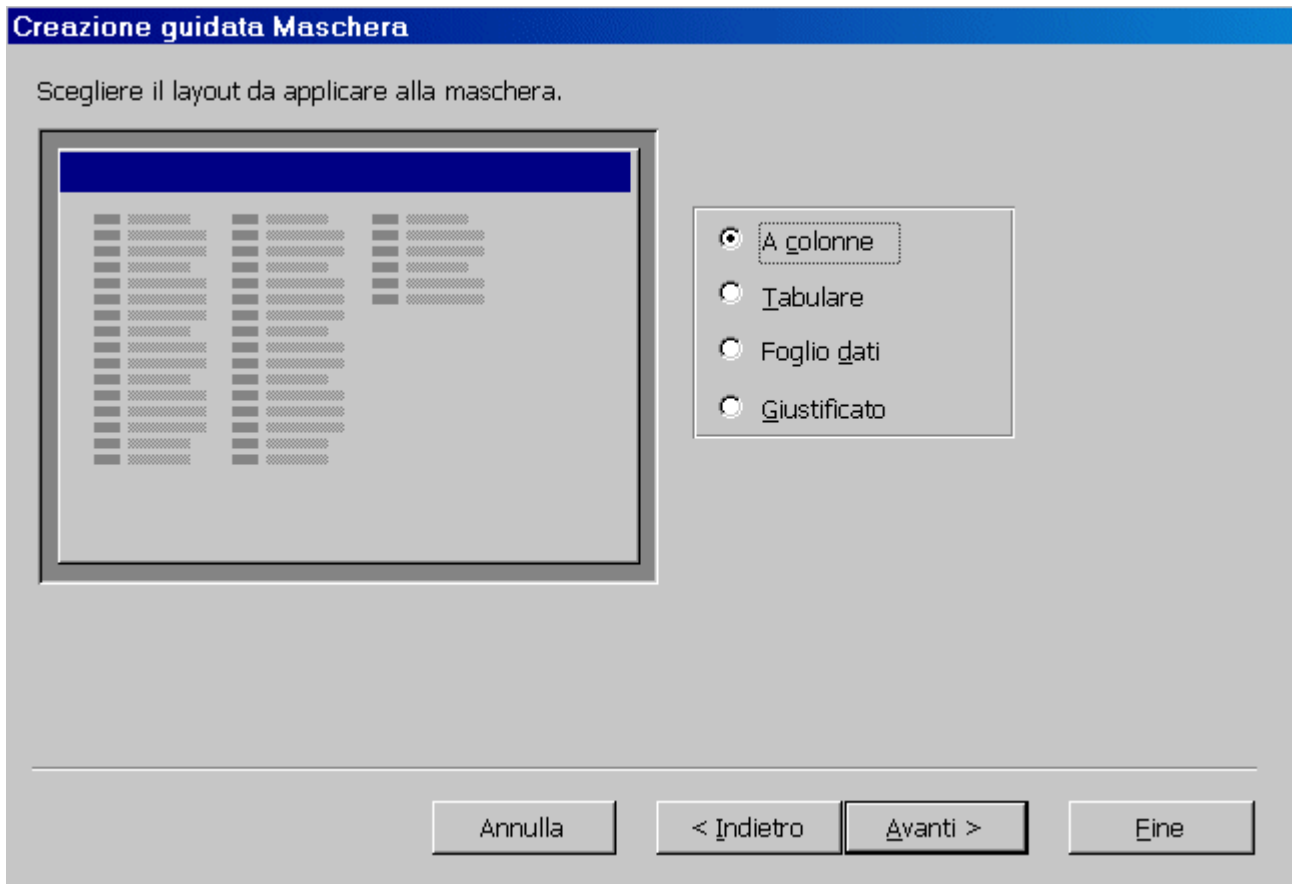 Creazione guidata Maschera
Scegliere il layout da applicare alla maschera.
A colonne
Tabulare
Foglio dati
Giustificato
Annulla
< Indietro
Avanti >
Fine